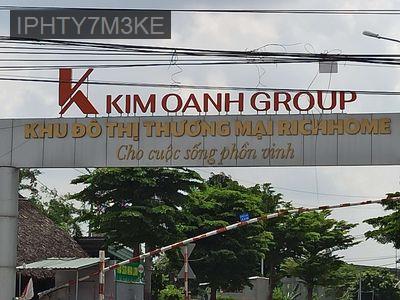 IPHTY7M3KE
KIM OANH GROUP
KHU ĐÔ THỊ THƯƠNG MẠI RICHHOME
Cho cuộc sống phồn vinh